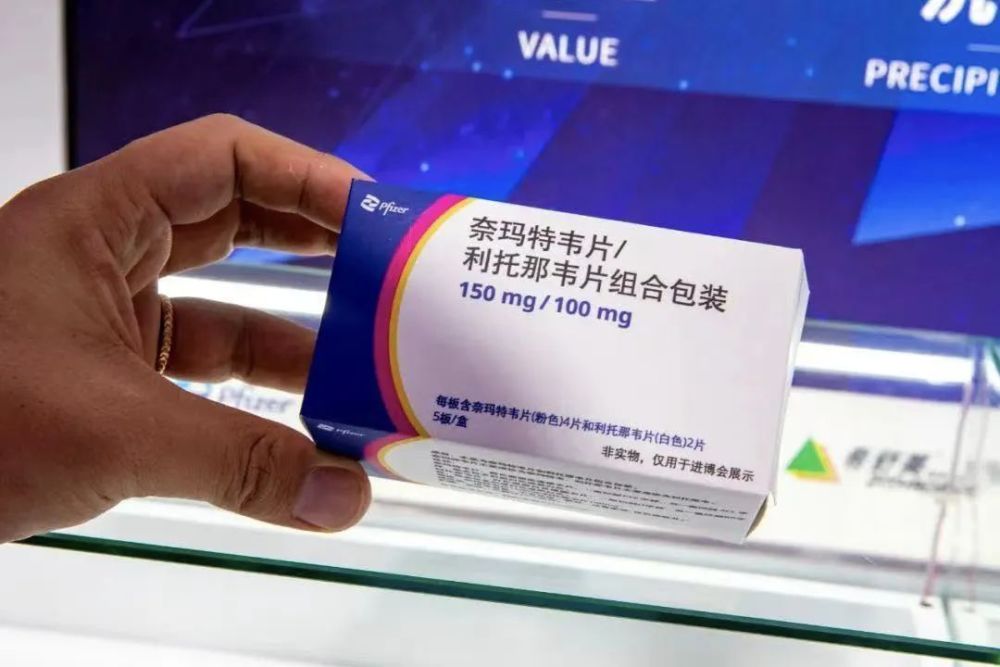 VALUE
PRECIPI
Pfizer
奈玛特韦片/
利托那韦片组合包装
150 mg/100 mg
每板含奈玛特韦片(粉色)4片和利托那韦片(白色)2片
5板/盒
非实物，仅用于进博会展示
Pfizer
Pfizer